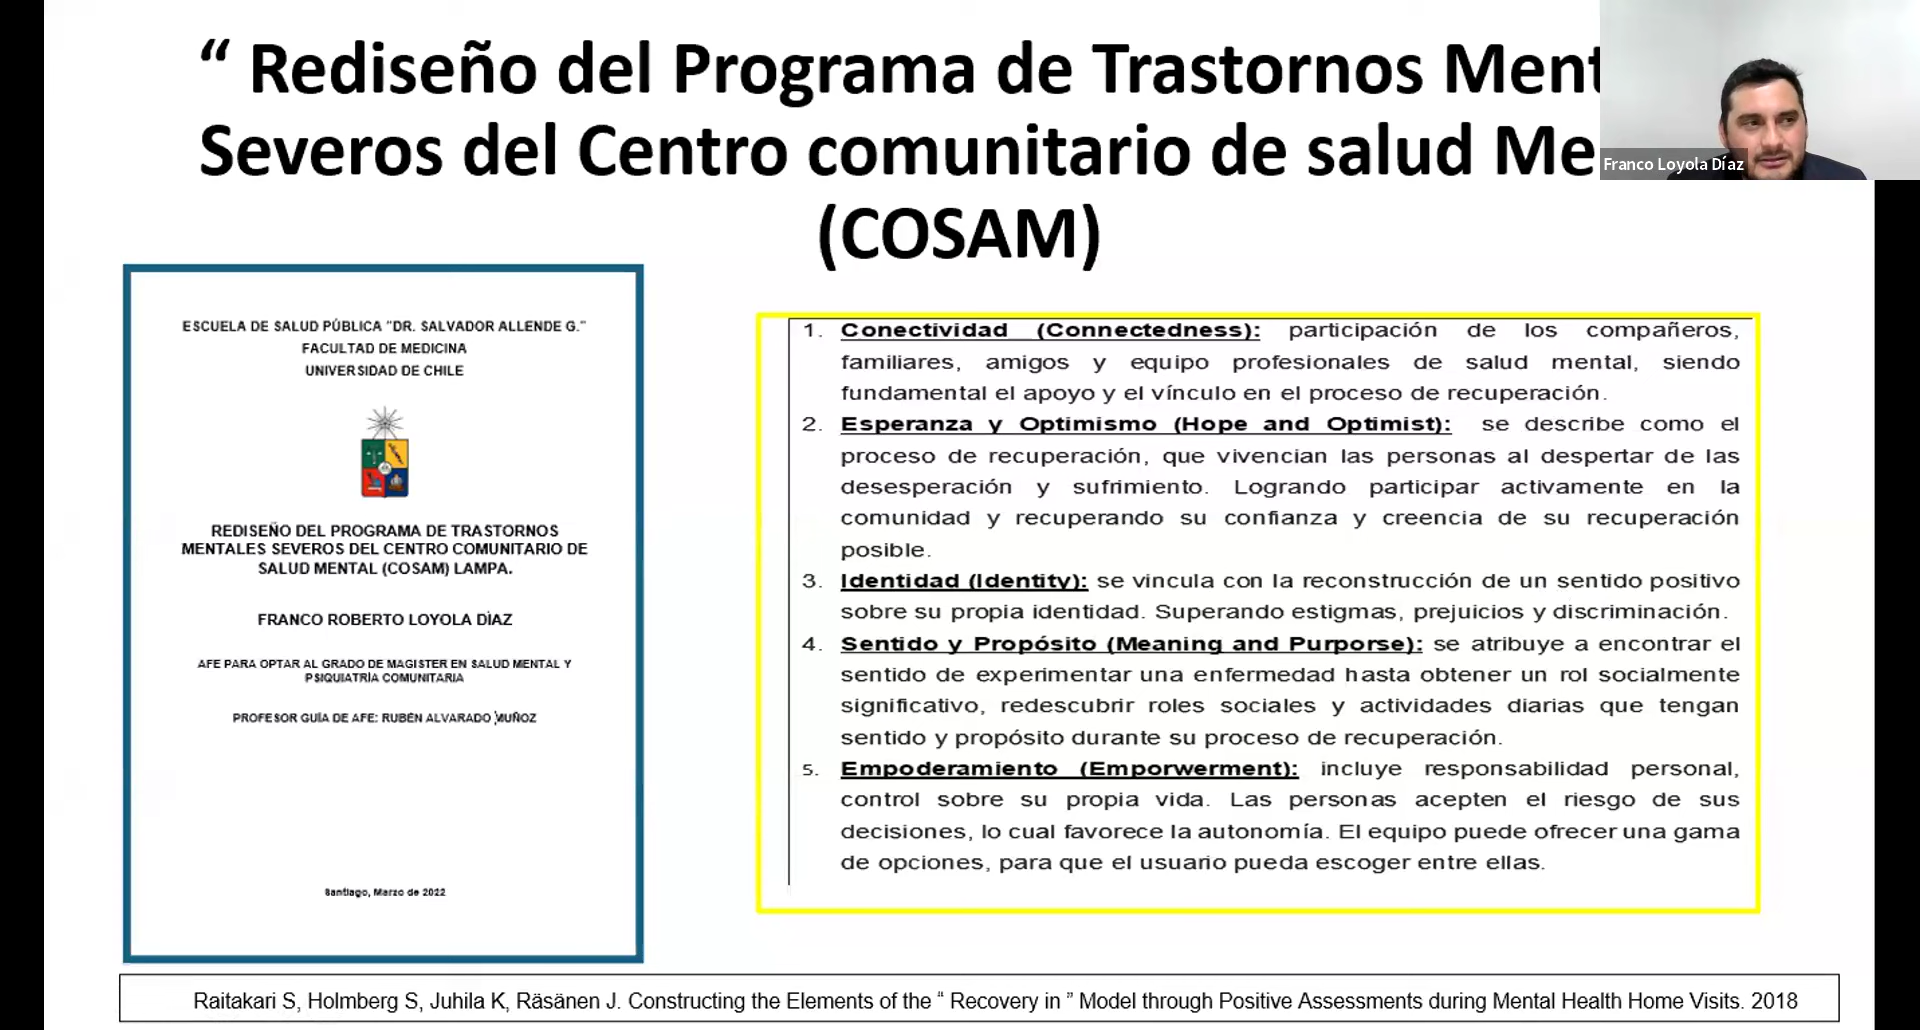 “ Rediseño del Programa de Trastornos Ment
Severos del Centro comunitario de salud Me
(COSAM)
Franco Loyola Díaz
ESCUELA DE SALUD PÚBLICA "DR. SALVADOR ALLENDE G."
FACULTAD DE MEDICINA
UNIVERSIDAD DE CHILE
REDISEÑO DEL PROGRAMA DE TRASTORNOS
MENTALES SEVEROS DEL CENTRO COMUNITARIO DE
SALUD MENTAL (COSAM) LAMPA.
FRANCO ROBERTO LOYOLA DÍAZ
AFE PARA OPTAR AL GRADO DE MAGISTER EN SALUD MENTAL Y
PSIQUIATRÍA COMUNITARIA
PROFESOR GUÍA DE AFE: RUBÉN ALVARADO MUÑOZ
Santiago, Marzo de 2022
1. Conectividad (Connectedness): participación de los compañeros,
familiares, amigos y equipo profesionales de salud mental, siendo
fundamental el apoyo y el vínculo en el proceso de recuperación.
2. Esperanza y Optimismo (Hope and Optimist): se describe como el
proceso de recuperación, que vivencian las personas al despertar de las
desesperación y sufrimiento. Logrando participar activamente en la
comunidad y recuperando su confianza y creencia de su recuperación
posible.
3. Identidad (Identity): se vincula con la reconstrucción de un sentido positivo
sobre su propia identidad. Superando estigmas, prejuicios y discriminación.
4. Sentido y Propósito (Meaning and Purporse): se atribuye a encontrar el
sentido de experimentar una enfermedad hasta obtener un rol socialmente
significativo, redescubrir roles sociales y actividades diarias que tengan
sentido y propósito durante su proceso de recuperación.
5. Empoderamiento (Emporwerment): incluye responsabilidad personal,
control sobre su propia vida. Las personas acepten el riesgo de sus
decisiones, lo cual favorece la autonomía. El equipo puede ofrecer una gama
de opciones, para que el usuario pueda escoger entre ellas.
Raitakari S, Holmberg S, Juhila K, Räsänen J. Constructing the Elements of the “ Recovery in ” Model through Positive Assessments during Mental Health Home Visits. 2018